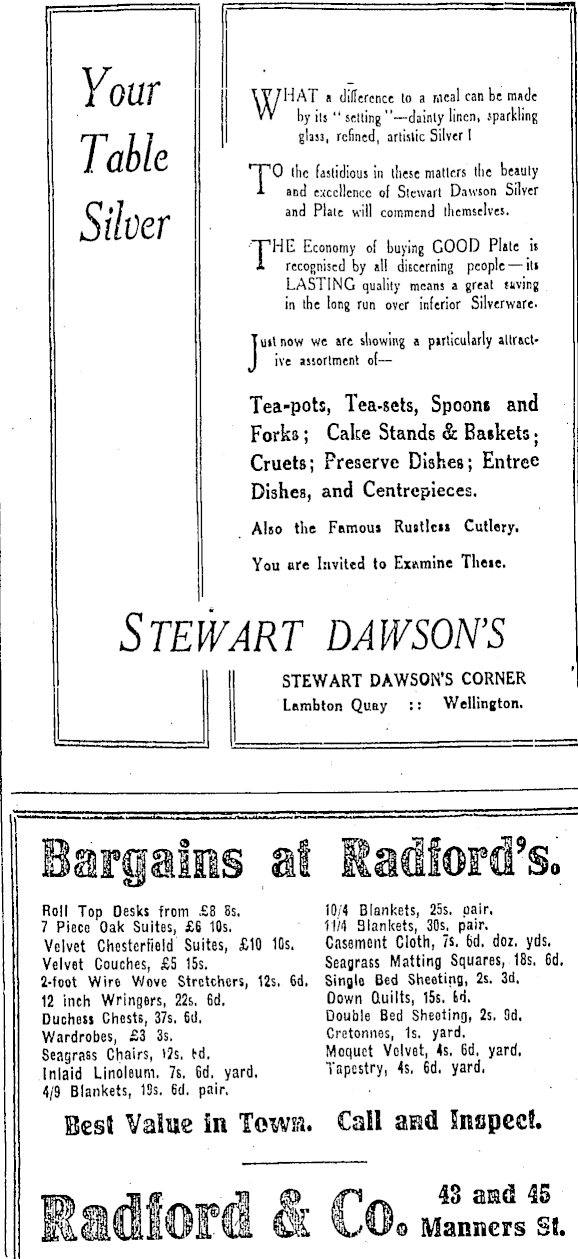 Your
Table
Silver
WHAT a difference to a meal can be made
by its "setting"—dainty linen, sparkling
glass, refined, artistic Silver!
TO the fastidious in these matters the beauty
and excellence of Stewart Dawson Silver
and Plate will commend themselves.
THE Economy of buying GOOD Plate is
recognised by all discerning people—its
LASTING quality means a great saving
in the long run over inferior Silverware.
Just now we are showing a particularly attract-
ive assortment of—
Tea-pots, Tea-sets, Spoons and
Forks; Cake Stands & Baskets;
Cruets; Preserve Dishes; Entree
Dishes, and Centrepieces.
Also the Famous Rustless Cutlery.
You are Invited to Examine These.
STEWART DAWSON'S
STEWART DAWSON'S CORNER
Lambton Quay :: Wellington.
Bargains at Radford's.
Roll Top Desks from £8 8s.
7 Piece Oak Suites, £6 10s.
Velvet Chesterfield Suites, £10 10s.
Velvet Couches, £5 15s.
2-foot Wire Wove Stretchers, 12s. 6d.
12 inch Wringers, 22s. 6d.
Duchess Chests, 37s. 6d.
Wardrobes, £3 3s.
Seagrass Chairs, 12s. 6d.
Inlaid Linoleum. 7s. 6d. yard.
4/9 Blankets, 19s. 6d. pair.
10/4 Blankets, 25s. pair.
11/4 Blankets, 30s. pair.
Casement Cloth, 7s. 6d. doz. yds.
Seagrass Matting Squares, 18s. 6d.
Single Bed Sheeting, 2s. 3d.
Down Quilts, 15s. 6d.
Double Bed Sheeting, 2s. 9d.
Cretonnes, 1s. yard.
Moquet Velvet, 4s. 6d. yard.
Tapestry, 4s. 6d. yard.
Best Value in Town. Call and Inspect.
Radford & Co. 43 and 45
Manners St.